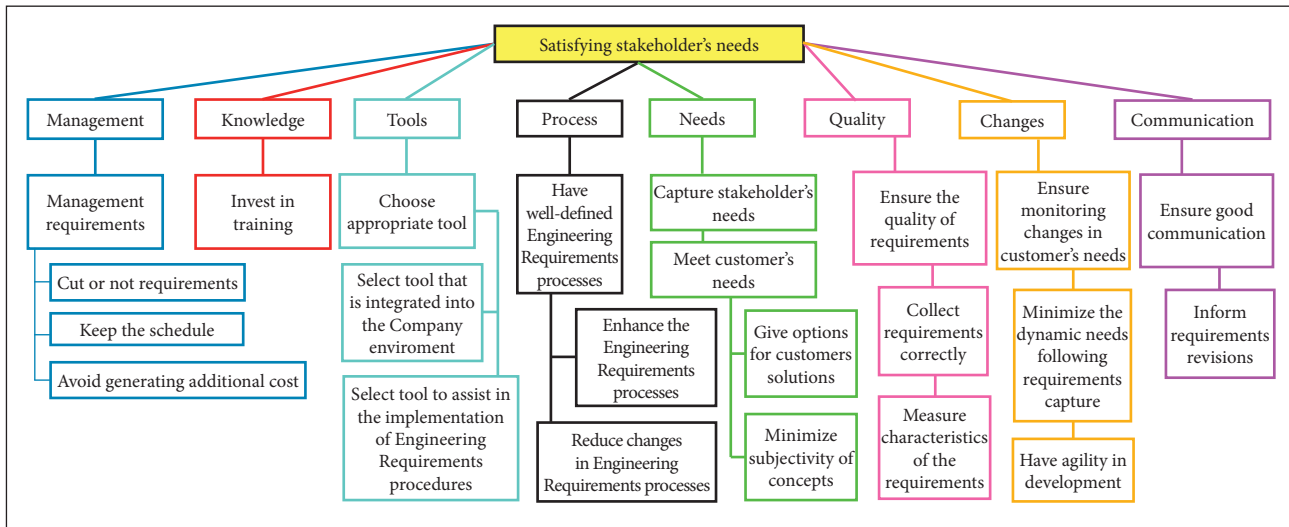 Satisfying stakeholder's needs
Management
Knowledge
Tools
Process
Needs
Quality
Changes
Communication
Management
requirements
Cut or not requirements
Keep the schedule
Avoid generating additional cost
Invest in
training
Choose
appropriate tool
Select tool that
is integrated into
the Company
enviroment
Select tool to assist in
the implementation
of Engineering
Requirements
procedures
Have
well-defined
Engineering
Requirements
processes
Enhance the
Engineering
Requirements
processes
Reduce changes
in Engineering
Requirements processes
Capture stakeholder's
needs
Meet customer's
needs
Give options
for customers
solutions
Minimize
subjectivity of
concepts
Ensure the
quality of
requirements
Collect
requirements
correctly
Measure
characteristics
of the
requirements
Ensure
monitoring
changes in
customer's needs
Minimize the
dynamic needs
following
requirements
capture
Have agility in
development
Ensure good
communication
Inform
requirements
revisions